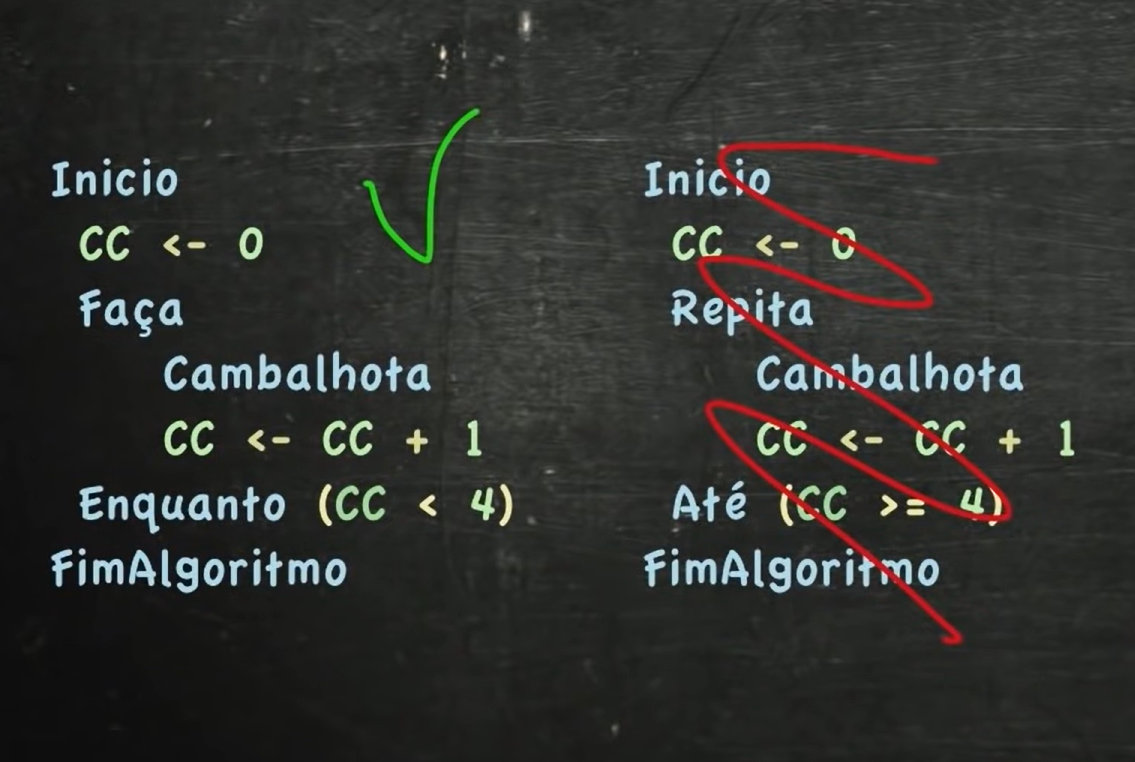 Inicio
CC <- 0
Faça
Cambalhota
CC <- CC + 1
Enquanto (CC < 4)
FimAlgoritmo
Inicio
CC <- 0
Repita
Cambalhota
CC <- CC + 1
Até (CC >= 4)
FimAlgoritmo